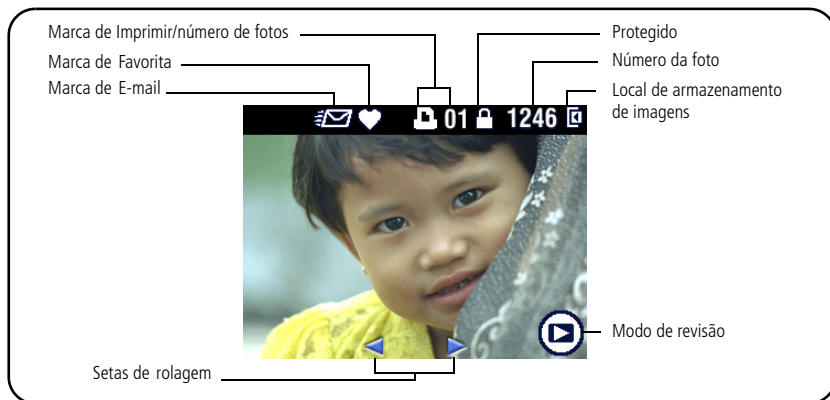 Marca de Imprimir/número de fotos
Marca de Favorita
Marca de E-mail
Protegido
Número da foto
Local de armazenamento
de imagens
01 1246
Modo de revisão
Setas de rolagem